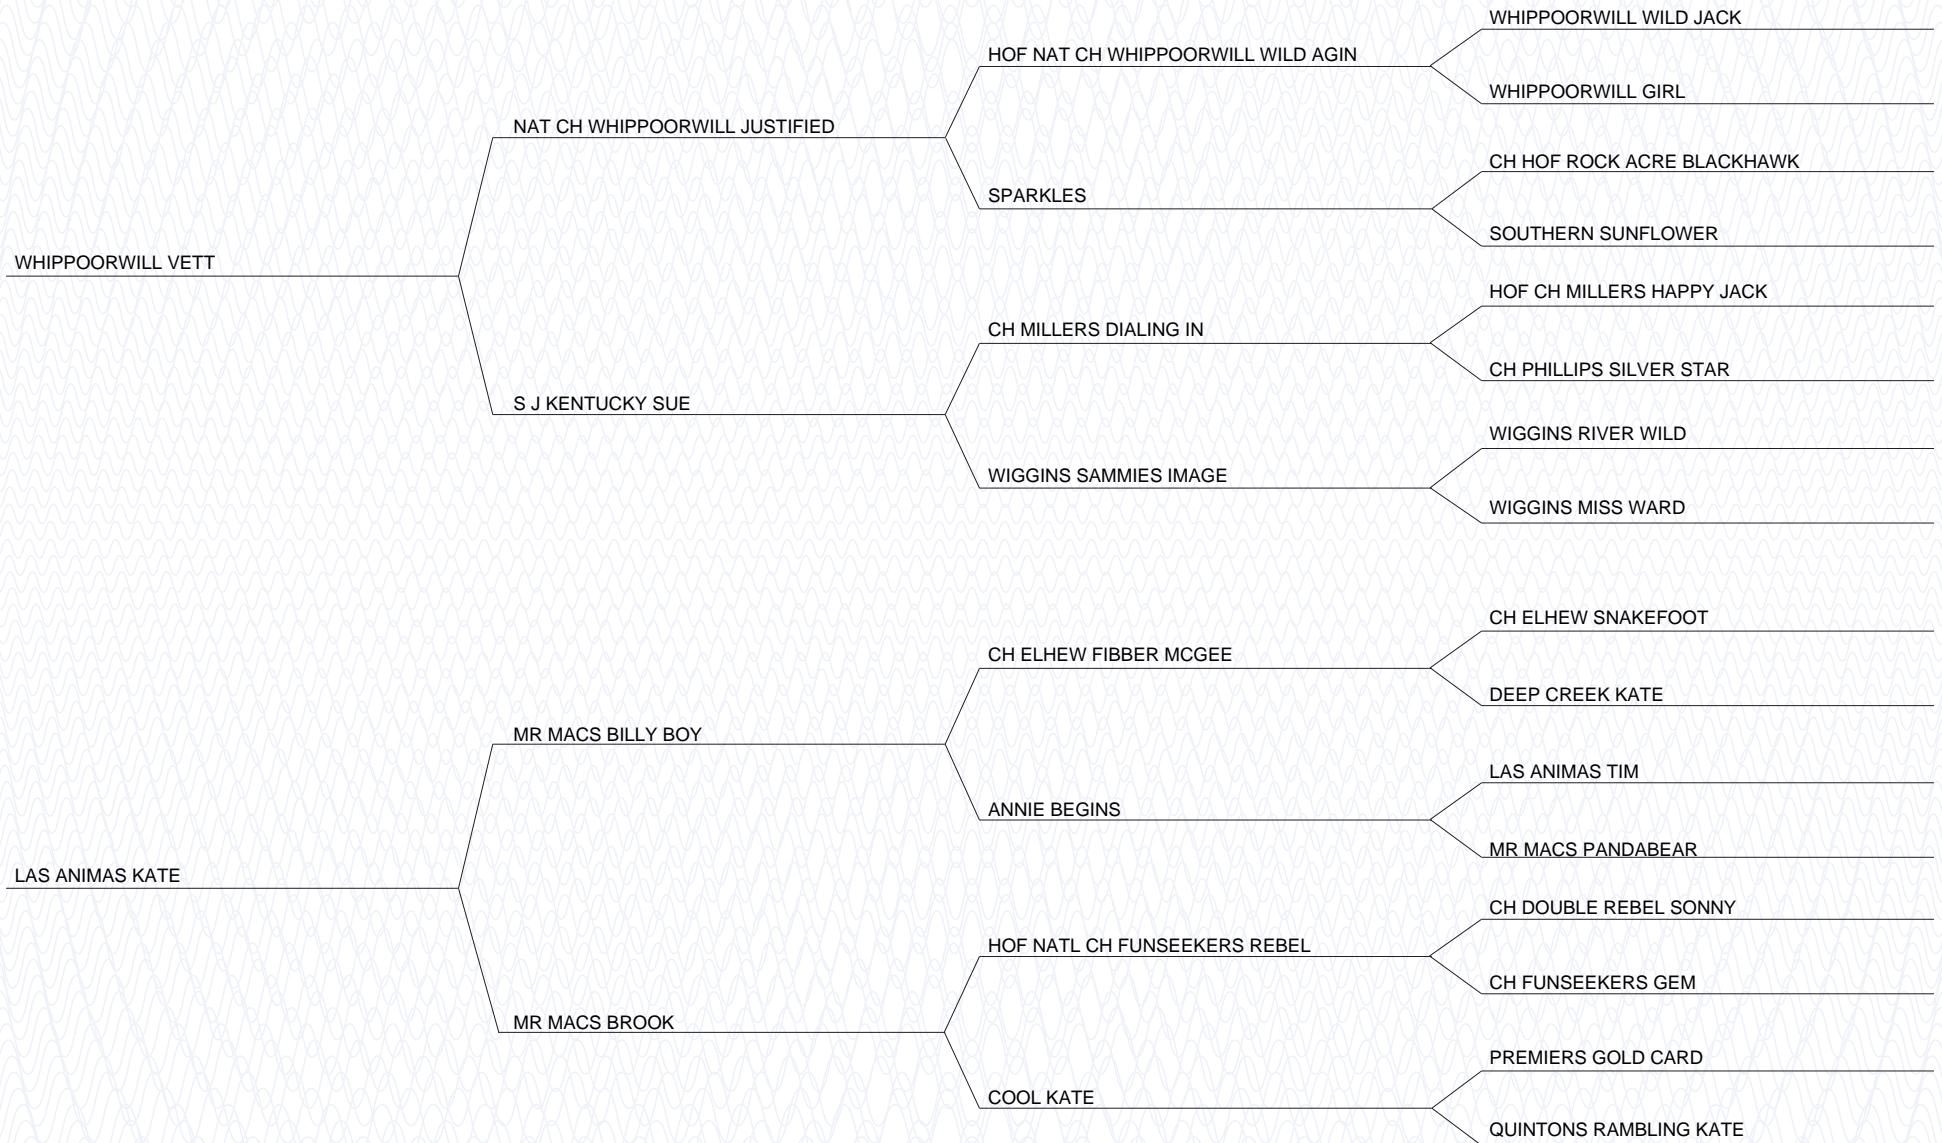 WHIPPOORWILL VETT
NAT CH WHIPPOORWILL JUSTIFIED
HOF NAT CH WHIPPOORWILL WILD AGIN
WHIPPOORWILL WILD JACK
WHIPPOORWILL GIRL
SPARKLES
CH HOF ROCK ACRE BLACKHAWK
SOUTHERN SUNFLOWER
S J KENTUCKY SUE
CH MILLERS DIALING IN
HOF CH MILLERS HAPPY JACK
CH PHILLIPS SILVER STAR
WIGGINS SAMMIES IMAGE
WIGGINS RIVER WILD
WIGGINS MISS WARD
LAS ANIMAS KATE
MR MACS BILLY BOY
CH ELHEW FIBBER MCGEE
CH ELHEW SNAKEFOOT
DEEP CREEK KATE
ANNIE BEGINS
LAS ANIMAS TIM
MR MACS PANDABEAR
MR MACS BROOK
HOF NATL CH FUNSEEKERS REBEL
CH DOUBLE REBEL SONNY
CH FUNSEEKERS GEM
COOL KATE
PREMIERS GOLD CARD
QUINTONS RAMBLING KATE